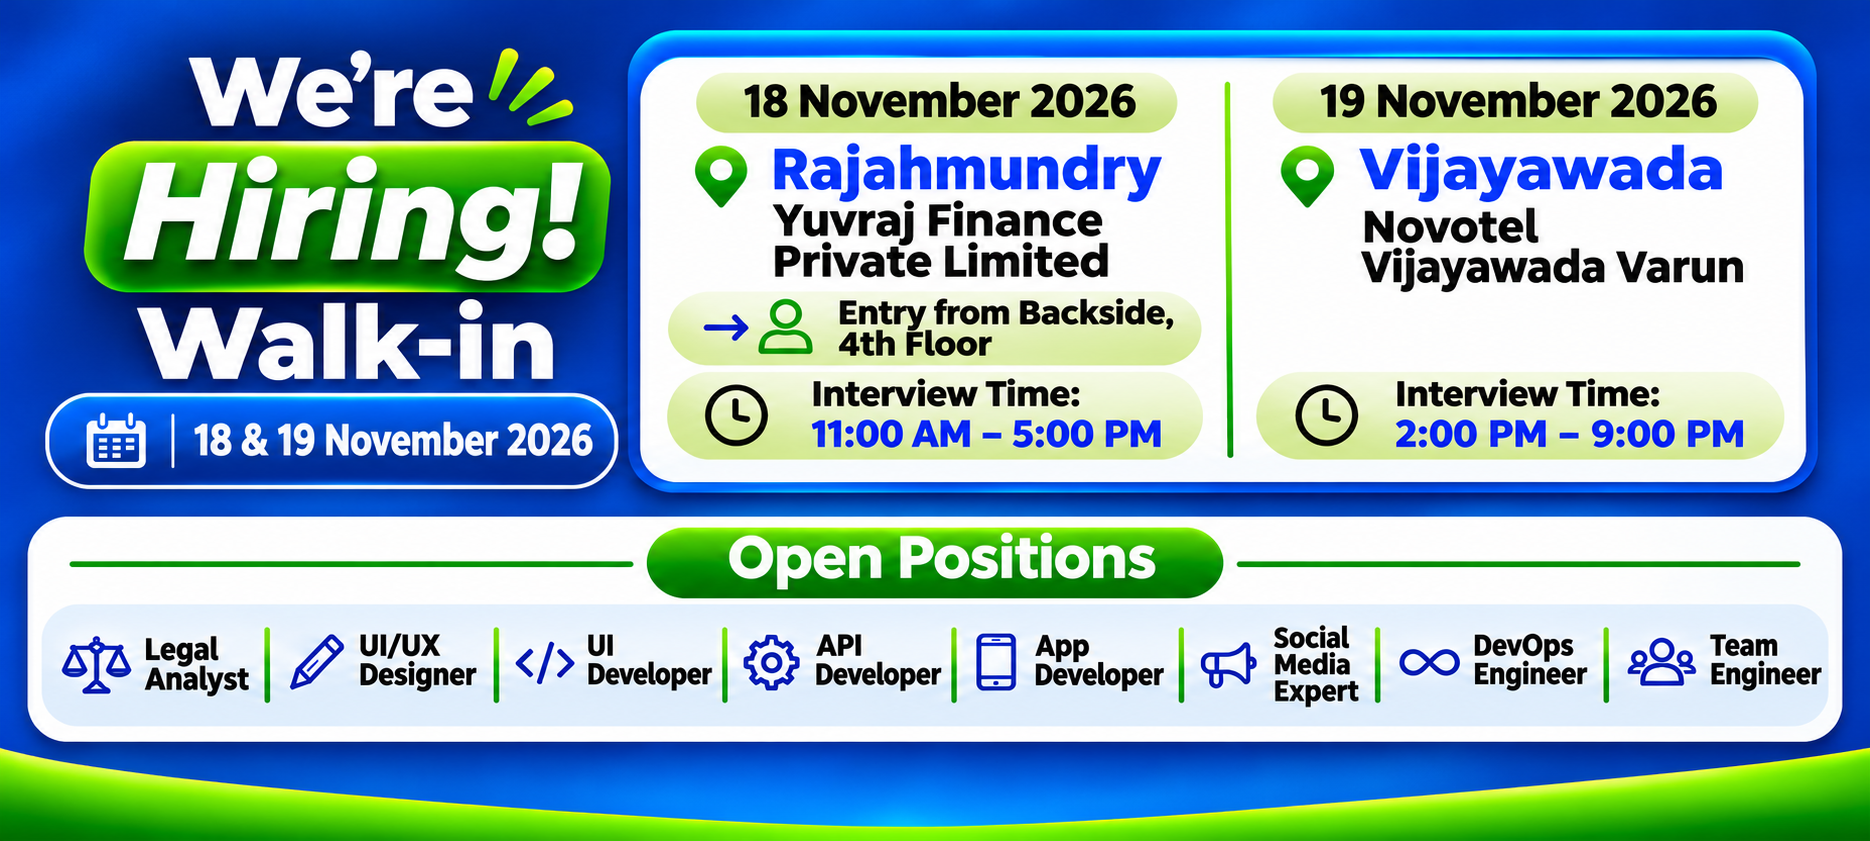 We're
Hiring!
Walk-in
18 & 19 November 2026
18 November 2026
Rajahmundry
Yuvraj Finance
Private Limited
Entry from Backside,
4th Floor
Interview Time:
11:00 AM – 5:00 PM
19 November 2026
Vijayawada
Novotel
Vijayawada Varun
Interview Time:
2:00 PM – 9:00 PM
Open Positions
Legal
Analyst
UI/UX
Designer
UI
Developer
API
Developer
App
Developer
Social
Media
Expert
DevOps
Engineer
Team
Engineer